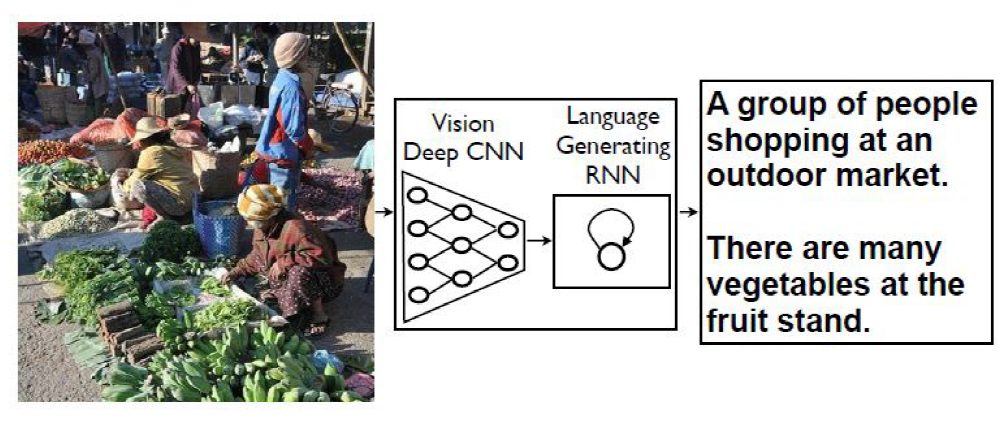 Vision
Deep CNN
Language
Generating
RNN
A group of people
shopping at an
outdoor market.
There are many
vegetables at the
fruit stand.